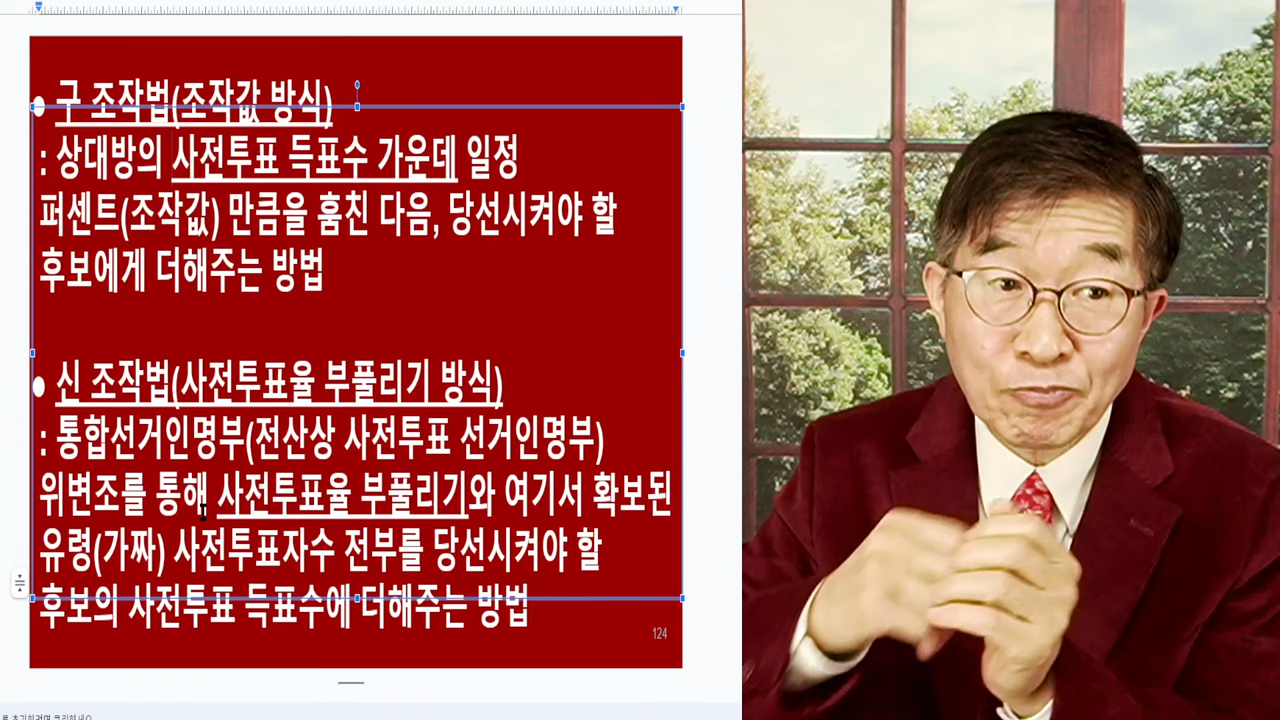 구 조작법(조작값 방식)
: 상대방의 사전투표 득표수 가운데 일정
퍼센트(조작값) 만큼을 훔친 다음, 당선시켜야 할
후보에게 더해주는 방법
신 조작법(사전투표율 부풀리기 방식)
: 통합선거인명부(전산상 사전투표 선거인명부)
위변조를 통해 사전투표율 부풀리기와 여기서 확보된
유령(가짜) 사전투표자수 전부를 당선시켜야 할
후보의 사전투표 득표수에 더해주는 방법
124